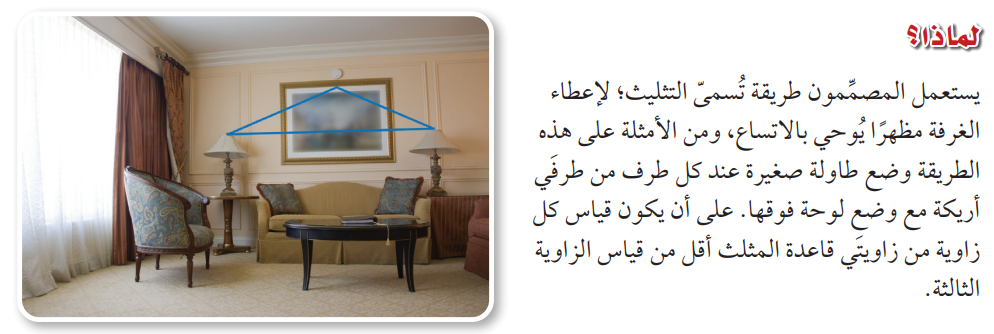 لماذا؟
يستعمل المصمِّمون طريقة تُسمىّ التثليث؛ لإعطاء
الغرفة مظهرًا يُوحي بالاتساع، ومن الأمثلة على هذه
الطريقة وضع طاولة صغيرة عند كل طرف من طرفَي
أريكة مع وضع لوحة فوقها. على أن يكون قياس كل
زاوية من زاويتَي قاعدة المثلث أقل من قياس الزاوية
الثالثة.